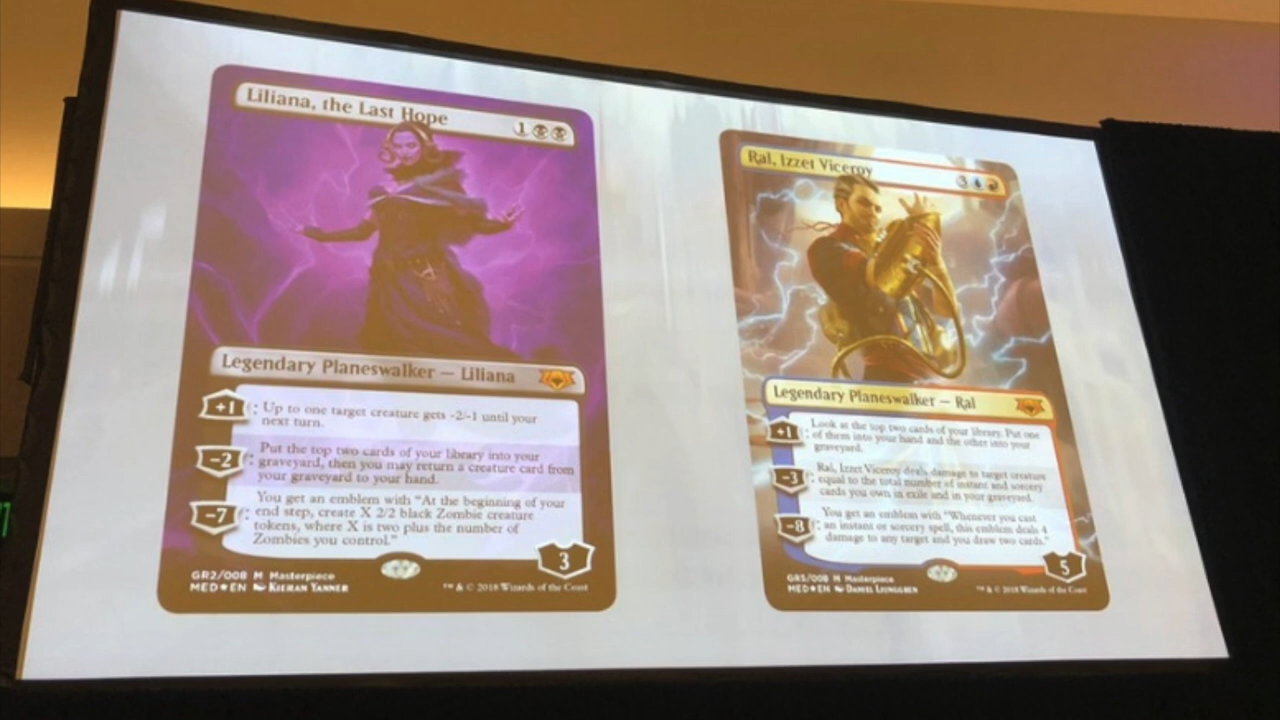 Liliana, the Last Hope
1
Legendary Planeswalker — Liliana
+1: Up to one target creature gets -2/-1 until your
next turn.
-2: Put the top two cards of your library into your
graveyard, then you may return a creature card from
your graveyard to your hand.
-7: You get an emblem with “At the beginning of your
end step, create X 2/2 black Zombie creature
tokens, where X is two plus the number of
Zombies you control.”
3
GR2/008 M Masterpiece
MED★EN Kieran Yanner
™ & © 2018 Wizards of the Coast
Ral, Izzet Viceroy
3
Legendary Planeswalker — Ral
+1: Look at the top two cards of your library. Put one
of them into your hand and the other into your
graveyard.
-3: Ral, Izzet Viceroy deals damage to target creature
equal to the total number of instant and sorcery
cards you own in exile and in your graveyard.
-8: You get an emblem with “Whenever you cast
an instant or sorcery spell, this emblem deals 4
damage to any target and you draw two cards.”
5
GR5/008 M Masterpiece
MED★EN Daniel Ljunggren
™ & © 2018 Wizards of the Coast